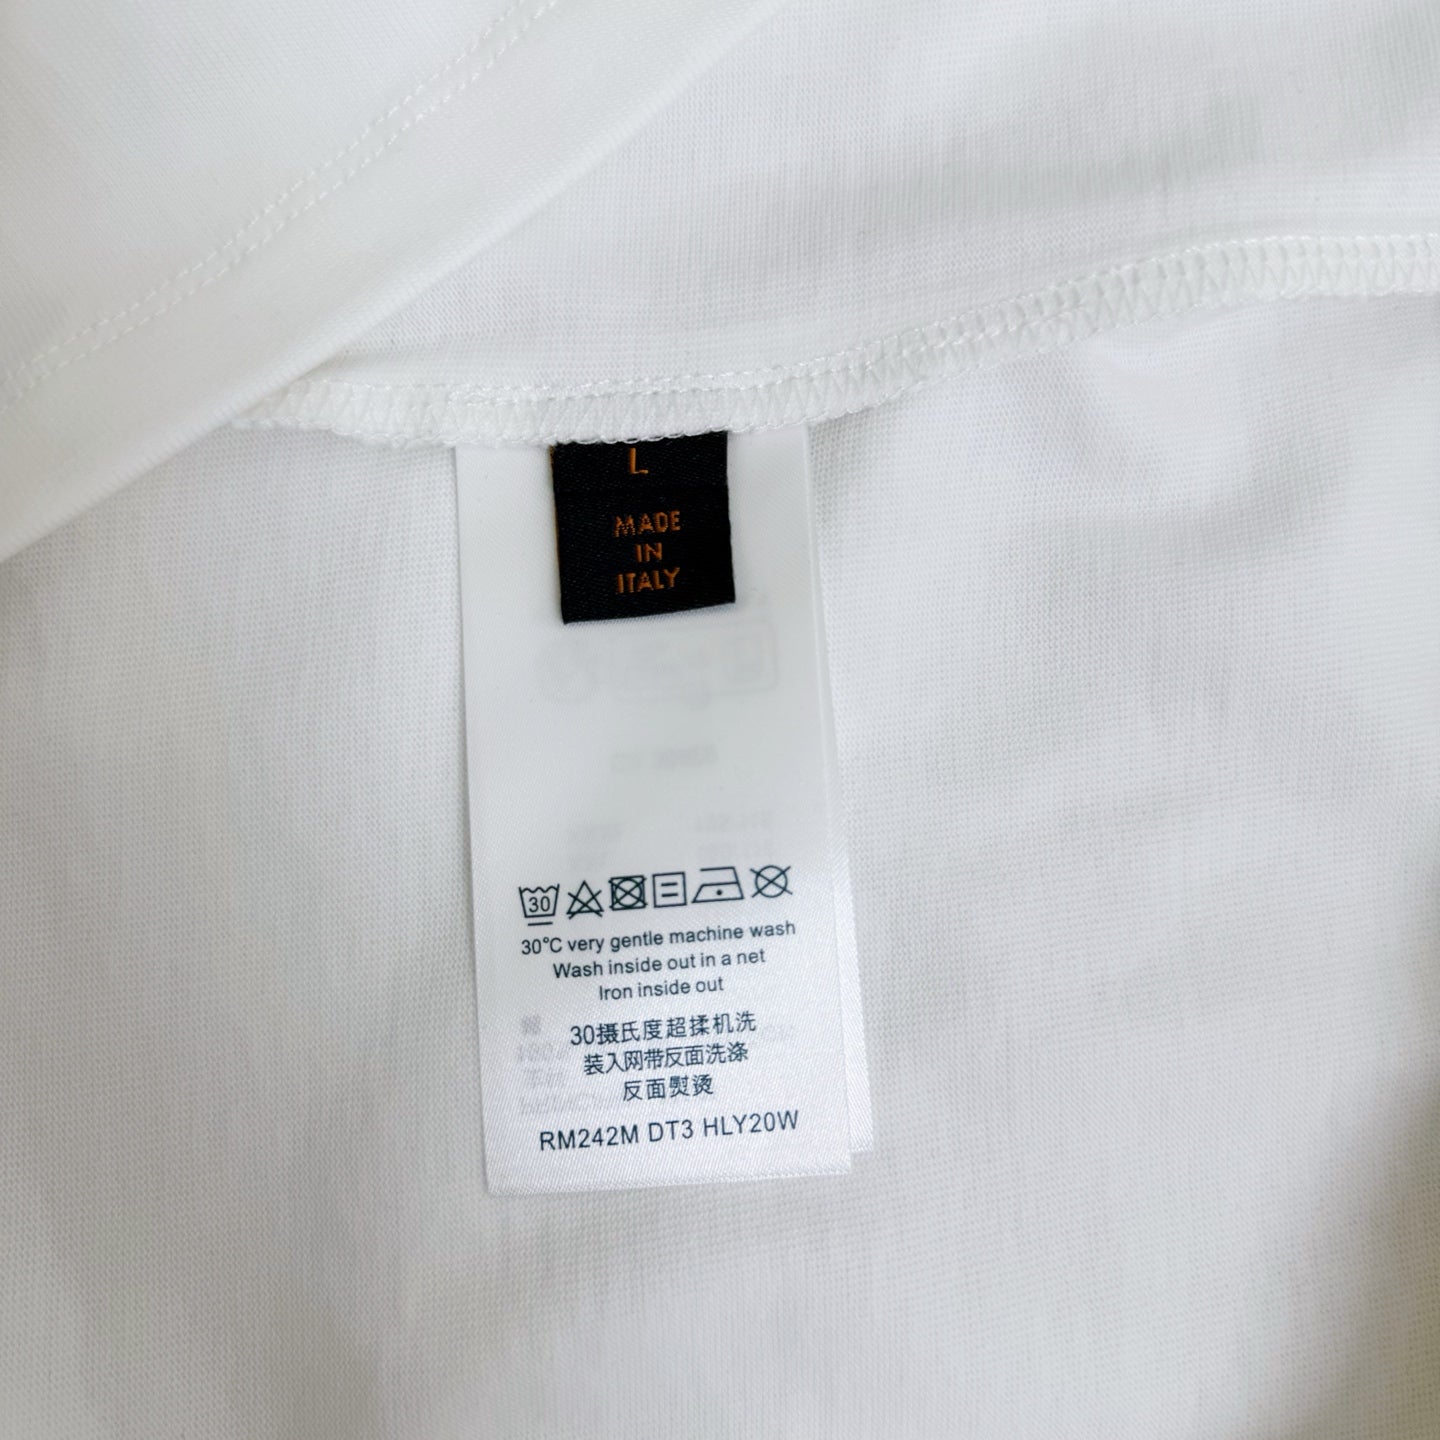 L
MADE
IN
ITALY
30
30°C very gentle machine wash
Wash inside out in a net
Iron inside out
30摄氏度超揉机洗
装入网带反面洗涤
反面熨烫
RM242M DT3 HLY20W